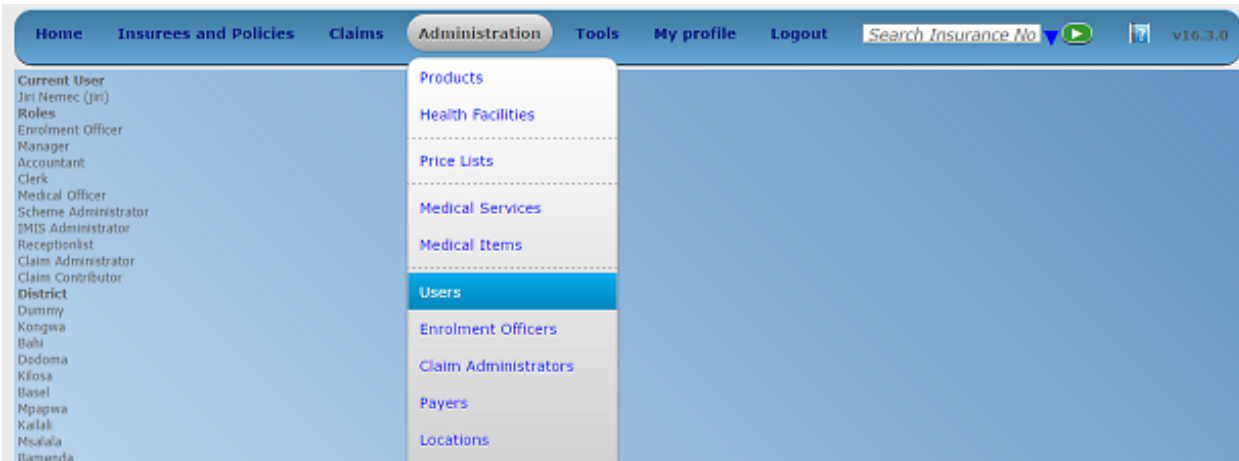 Home Insurees and Policies Claims Administration Tools My profile Logout Search Insurance No ? v16.3.0
Current User
Jiri Nemec (jiri)
Roles
Enrolment Officer
Manager
Accountant
Clerk
Medical Officer
Scheme Administrator
IMIS Administrator
Receptionlist
Claim Administrator
Claim Contributor
District
Dummy
Kongwa
Bahi
Dodoma
Kilosa
Basel
Mpapwa
Kailali
Msalala
Bamenda
Products
Health Facilities
Price Lists
Medical Services
Medical Items
Users
Enrolment Officers
Claim Administrators
Payers
Locations